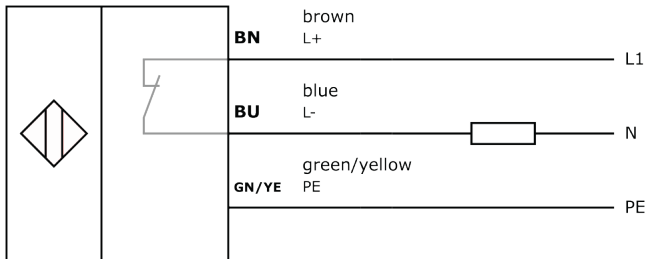 brown
BN L+
L1
blue
BU L-
N
green/yellow
GN/YE PE
PE